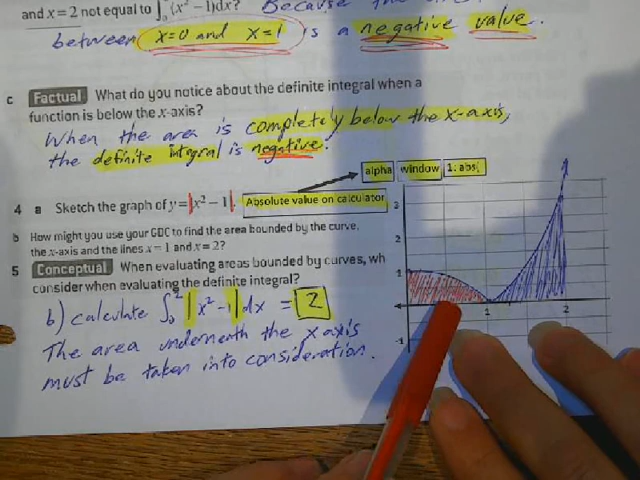 and x = 2 not equal to ∫₀ (x² − 1)dx? Because the
between x=0 and x=1 is a negative value.
c Factual What do you notice about the definite integral when a
function is below the x-axis?
When the area is completely below the x-axis,
the definite integral is negative.
alpha window 1: abs(
4 a Sketch the graph of y = |x² − 1|. Absolute value on calculator
b How might you use your GDC to find the area bounded by the curve,
the x-axis and the lines x = 1 and x = 2?
5 Conceptual When evaluating areas bounded by curves, wh
consider when evaluating the definite integral?
b) calculate ∫₀² |x²-1| dx = 2
The area underneath the x axis
must be taken into consideration.
3
2
1
1
2
-1